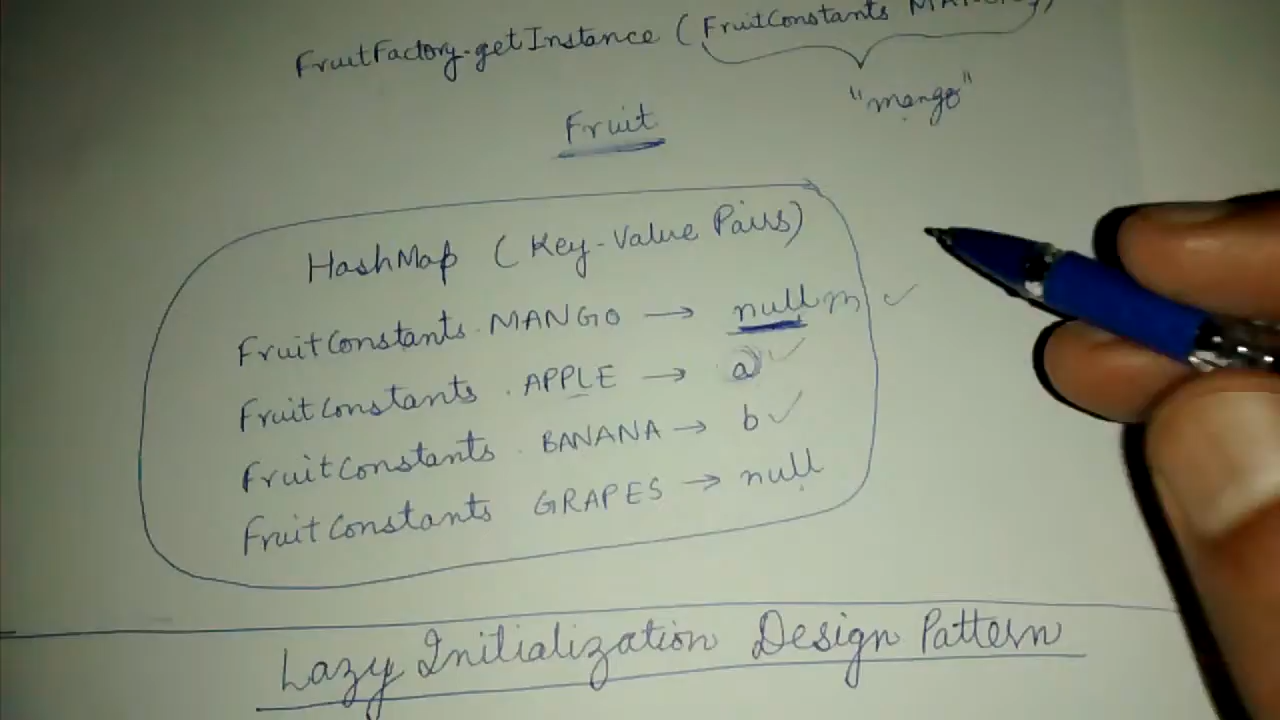 FruitFactory.getInstance (FruitConstants MANGO)
"mango"
Fruit
HashMap (Key-Value Pairs)
FruitConstants.MANGO → null m ✓
FruitConstants.APPLE → a ✓
FruitConstants.BANANA → b ✓
FruitConstants GRAPES → null
Lazy Initialization Design Pattern